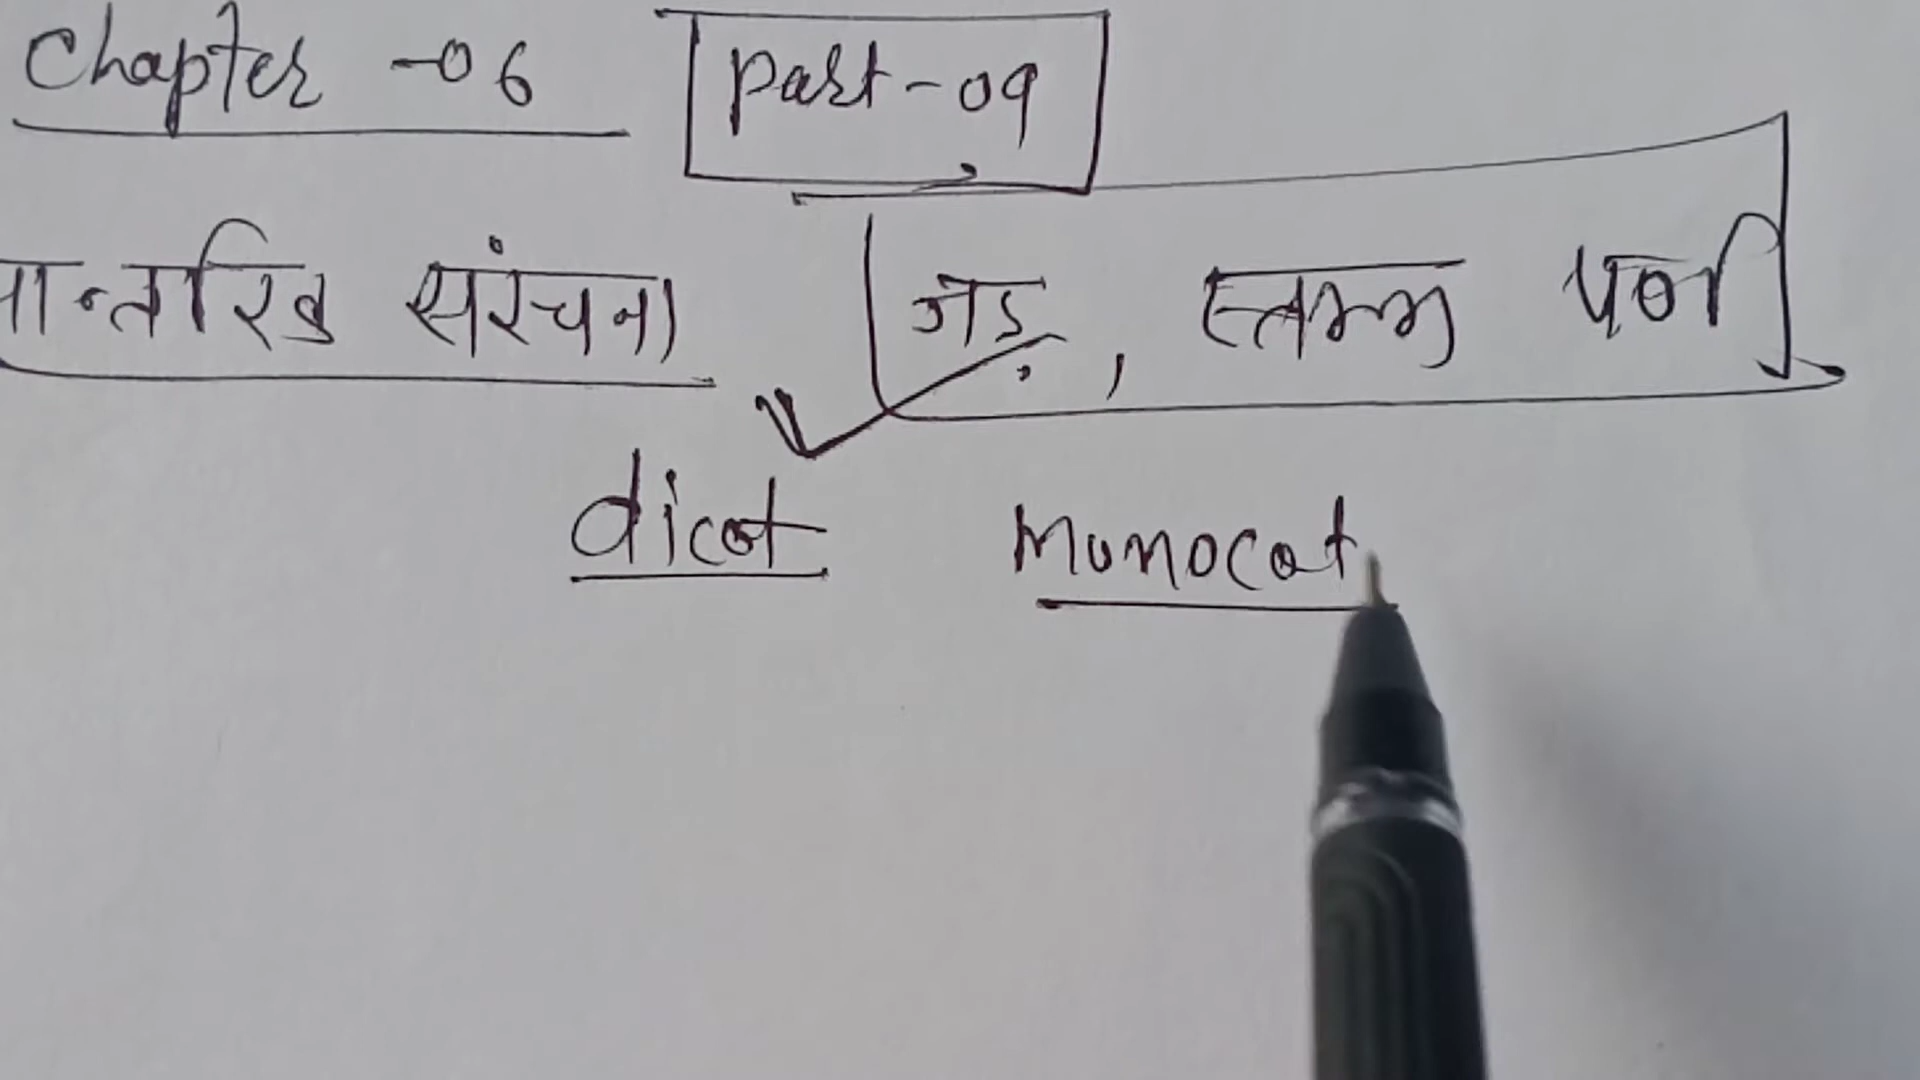 Chapter -06 Part-09
आन्तरिक संरचना जड़, स्तम्भ पर्ण
dicot Monocot